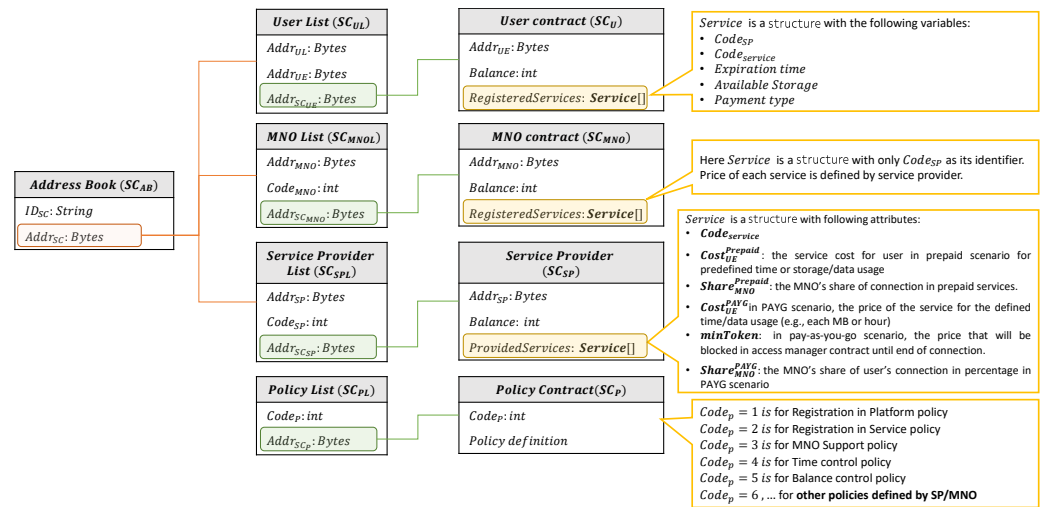 User List (SC_UL)
Addr_UL: Bytes
Addr_UE: Bytes
Addr_SC_UE: Bytes
User contract (SC_U)
Addr_UE: Bytes
Balance: int
RegisteredServices: Service[]
Service is a structure with the following variables:
• Code_SP
• Code_service
• Expiration time
• Available Storage
• Payment type
MNO List (SC_MNOL)
Addr_MNO: Bytes
Code_MNO: int
Addr_SC_MNO: Bytes
MNO contract (SC_MNO)
Addr_MNO: Bytes
Balance: int
RegisteredServices: Service[]
Here Service is a structure with only Code_SP as its identifier.
Price of each service is defined by service provider.
Address Book (SC_AB)
ID_SC: String
Addr_SC: Bytes
Service Provider
List (SC_SPL)
Addr_SP: Bytes
Code_SP: int
Addr_SC_SP: Bytes
Service Provider
(SC_SP)
Addr_SP: Bytes
Balance: int
ProvidedServices: Service[]
Service is a structure with following attributes:
• Code_service
• Cost_UE^Prepaid: the service cost for user in prepaid scenario for
predefined time or storage/data usage
• Share_MNO^Prepaid: the MNO's share of connection in prepaid services.
• Cost_UE^PAYG in PAYG scenario, the price of the service for the defined
time/data usage (e.g., each MB or hour)
• minToken: in pay-as-you-go scenario, the price that will be
blocked in access manager contract until end of connection.
• Share_MNO^PAYG: the MNO's share of user's connection in percentage in
PAYG scenario
Policy List (SC_PL)
Code_P: int
Addr_SC_P: Bytes
Policy Contract(SC_P)
Code_P: int
Policy definition
Code_p = 1 is for Registration in Platform policy
Code_p = 2 is for Registration in Service policy
Code_p = 3 is for MNO Support policy
Code_p = 4 is for Time control policy
Code_p = 5 is for Balance control policy
Code_p = 6 , ... for other policies defined by SP/MNO